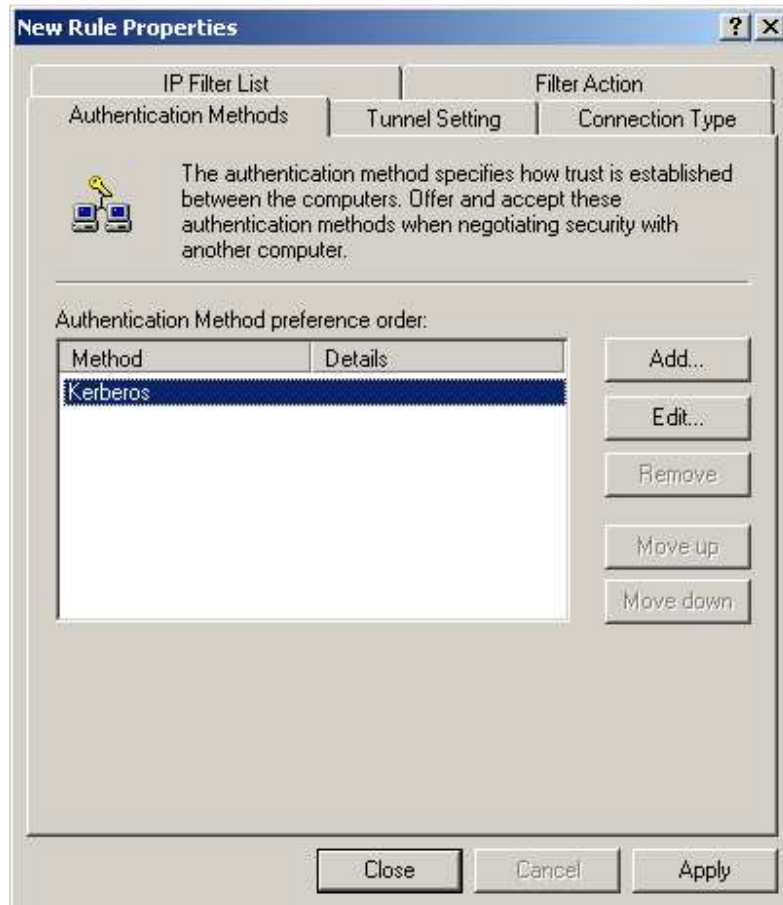 New Rule Properties
IP Filter List
Filter Action
Authentication Methods
Tunnel Setting
Connection Type
The authentication method specifies how trust is established
between the computers. Offer and accept these
authentication methods when negotiating security with
another computer.
Authentication Method preference order:
Method Details
Kerberos
Add...
Edit...
Remove
Move up
Move down
Close
Cancel
Apply